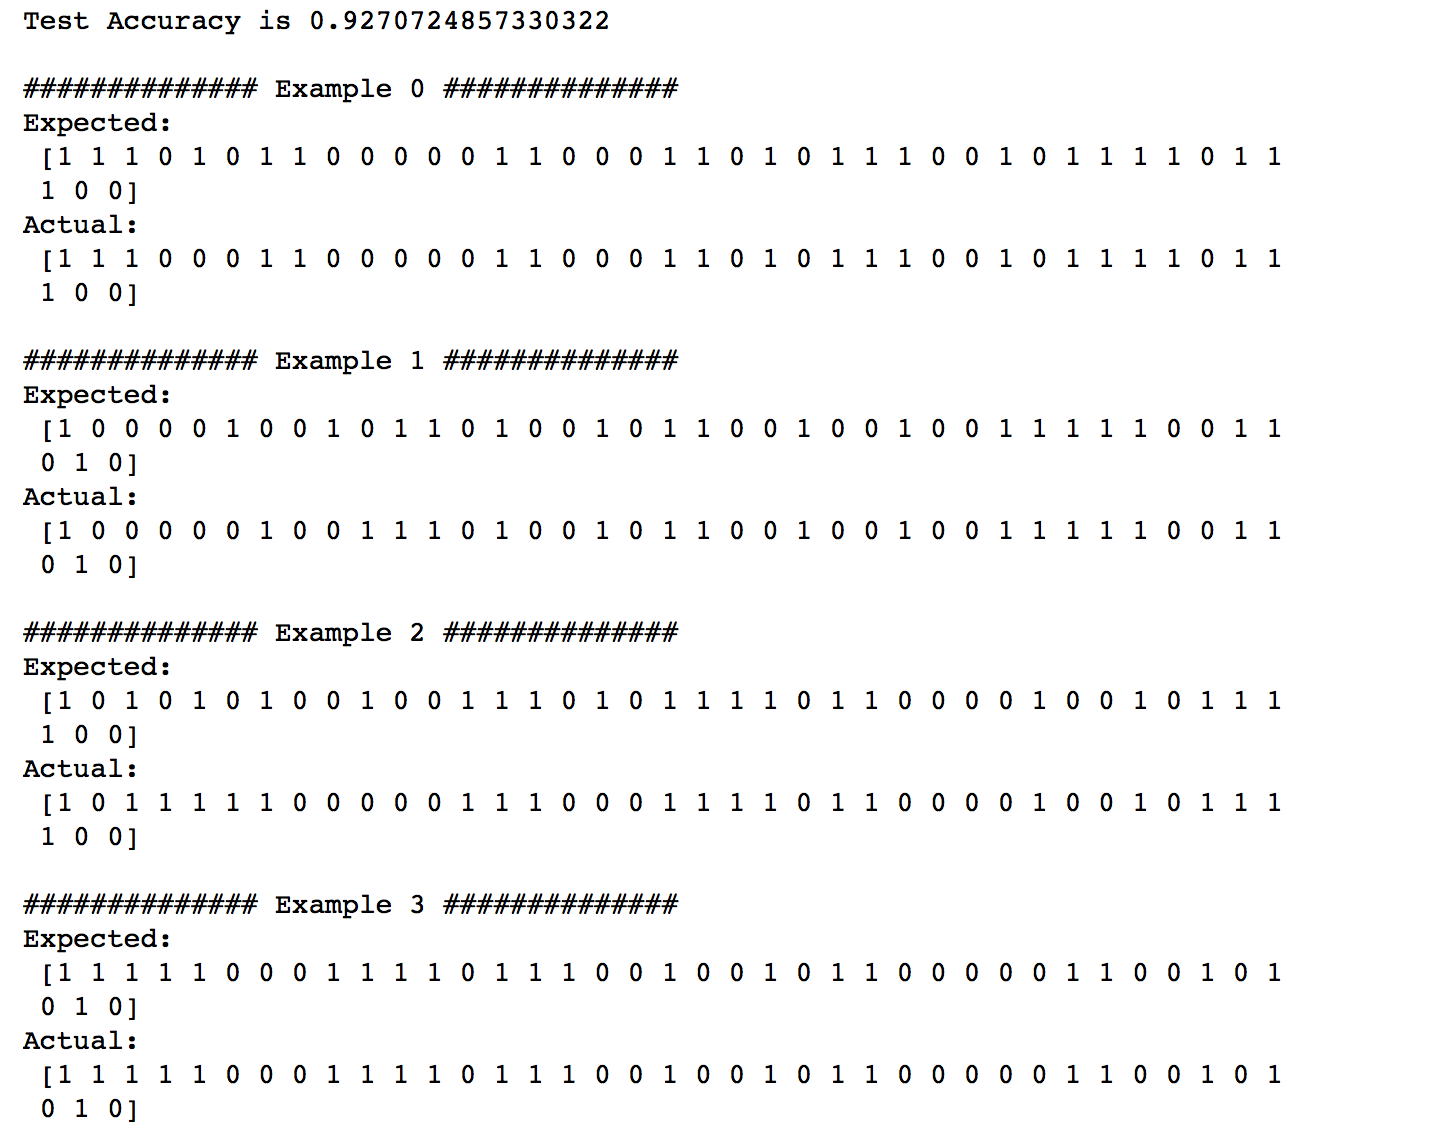 Test Accuracy is 0.9270724857330322
############## Example 0 ##############
Expected:
[1 1 1 0 1 0 1 1 0 0 0 0 0 1 1 0 0 0 1 1 0 1 0 1 1 1 0 0 1 0 1 1 1 1 0 1 1
1 0 0]
Actual:
[1 1 1 0 0 0 1 1 0 0 0 0 0 1 1 0 0 0 1 1 0 1 0 1 1 1 0 0 1 0 1 1 1 1 0 1 1
1 0 0]
############## Example 1 ##############
Expected:
[1 0 0 0 0 1 0 0 1 0 1 1 0 1 0 0 1 0 1 1 0 0 1 0 0 1 0 0 1 1 1 1 1 0 0 1 1
0 1 0]
Actual:
[1 0 0 0 0 0 1 0 0 1 1 1 0 1 0 0 1 0 1 1 0 0 1 0 0 1 0 0 1 1 1 1 1 0 0 1 1
0 1 0]
############## Example 2 ##############
Expected:
[1 0 1 0 1 0 1 0 0 1 0 0 1 1 1 0 1 0 1 1 1 1 0 1 1 0 0 0 0 1 0 0 1 0 1 1 1
1 0 0]
Actual:
[1 0 1 1 1 1 1 0 0 0 0 0 1 1 1 0 0 0 1 1 1 1 0 1 1 0 0 0 0 1 0 0 1 0 1 1 1
1 0 0]
############## Example 3 ##############
Expected:
[1 1 1 1 1 0 0 0 1 1 1 1 0 1 1 1 0 0 1 0 0 1 0 1 1 0 0 0 0 0 1 1 0 0 1 0 1
0 1 0]
Actual:
[1 1 1 1 1 0 0 0 1 1 1 1 0 1 1 1 0 0 1 0 0 1 0 1 1 0 0 0 0 0 1 1 0 0 1 0 1
0 1 0]